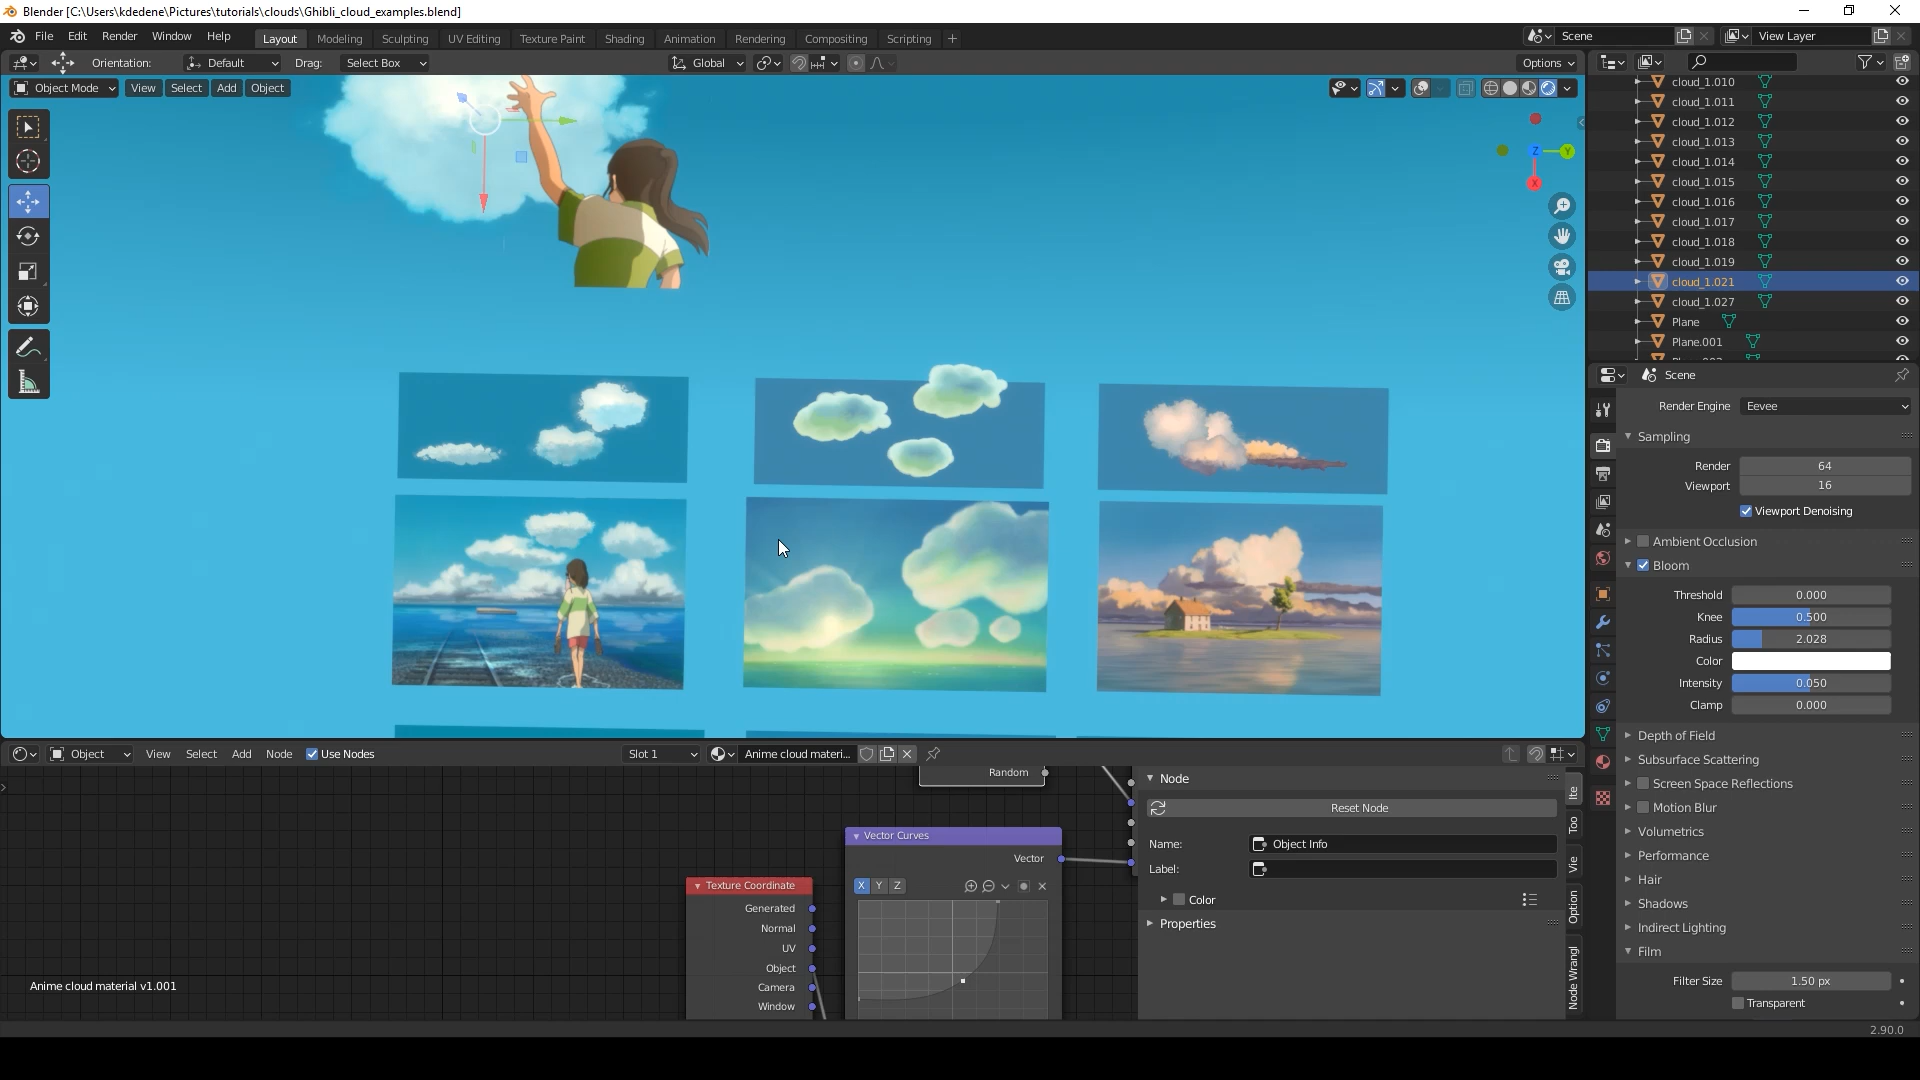 Blender [C:\Users\kdedene\Pictures\tutorials\clouds\Ghibli_cloud_examples.blend]
File Edit Render Window Help Layout Modeling Sculpting UV Editing Texture Paint Shading Animation Rendering Compositing Scripting + Scene View Layer
Orientation: Default Drag: Select Box Global Options
Object Mode View Select Add Object
Z Y X
cloud_1.010
cloud_1.011
cloud_1.012
cloud_1.013
cloud_1.014
cloud_1.015
cloud_1.016
cloud_1.017
cloud_1.018
cloud_1.019
cloud_1.021
cloud_1.027
Plane
Plane.001
Scene
Render Engine Eevee
Sampling
Render 64
Viewport 16
Viewport Denoising
Ambient Occlusion
Bloom
Threshold 0.000
Knee 0.500
Radius 2.028
Color
Intensity 0.050
Clamp 0.000
Depth of Field
Subsurface Scattering
Screen Space Reflections
Motion Blur
Volumetrics
Performance
Hair
Shadows
Indirect Lighting
Film
Filter Size 1.50 px
Transparent
Object View Select Add Node Use Nodes Slot 1 Anime cloud materi...
Random
Vector Curves
Vector
X Y Z
Texture Coordinate
Generated
Normal
UV
Object
Camera
Window
Anime cloud material v1.001
Node
Reset Node
Name: Object Info
Label:
Color
Properties
Ite
Too
Vie
Option
Node Wrangl
2.90.0